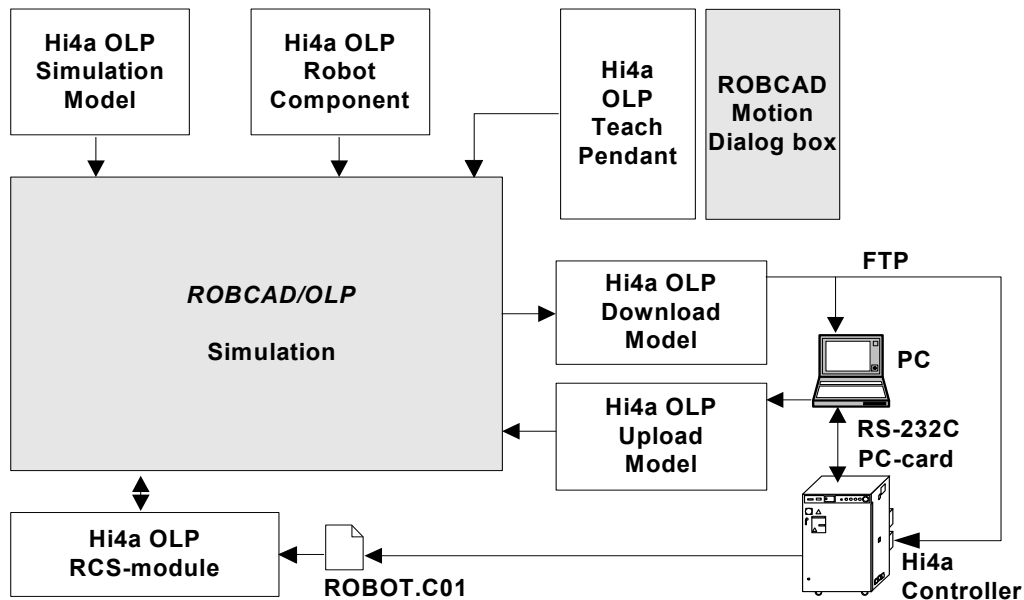 Hi4a OLP
Simulation
Model
Hi4a OLP
Robot
Component
Hi4a
OLP
Teach
Pendant
ROBCAD
Motion
Dialog box
ROBCAD/OLP
Simulation
Hi4a OLP
Download
Model
FTP
PC
Hi4a OLP
Upload
Model
RS-232C
PC-card
Hi4a OLP
RCS-module
ROBOT.C01
Hi4a
Controller